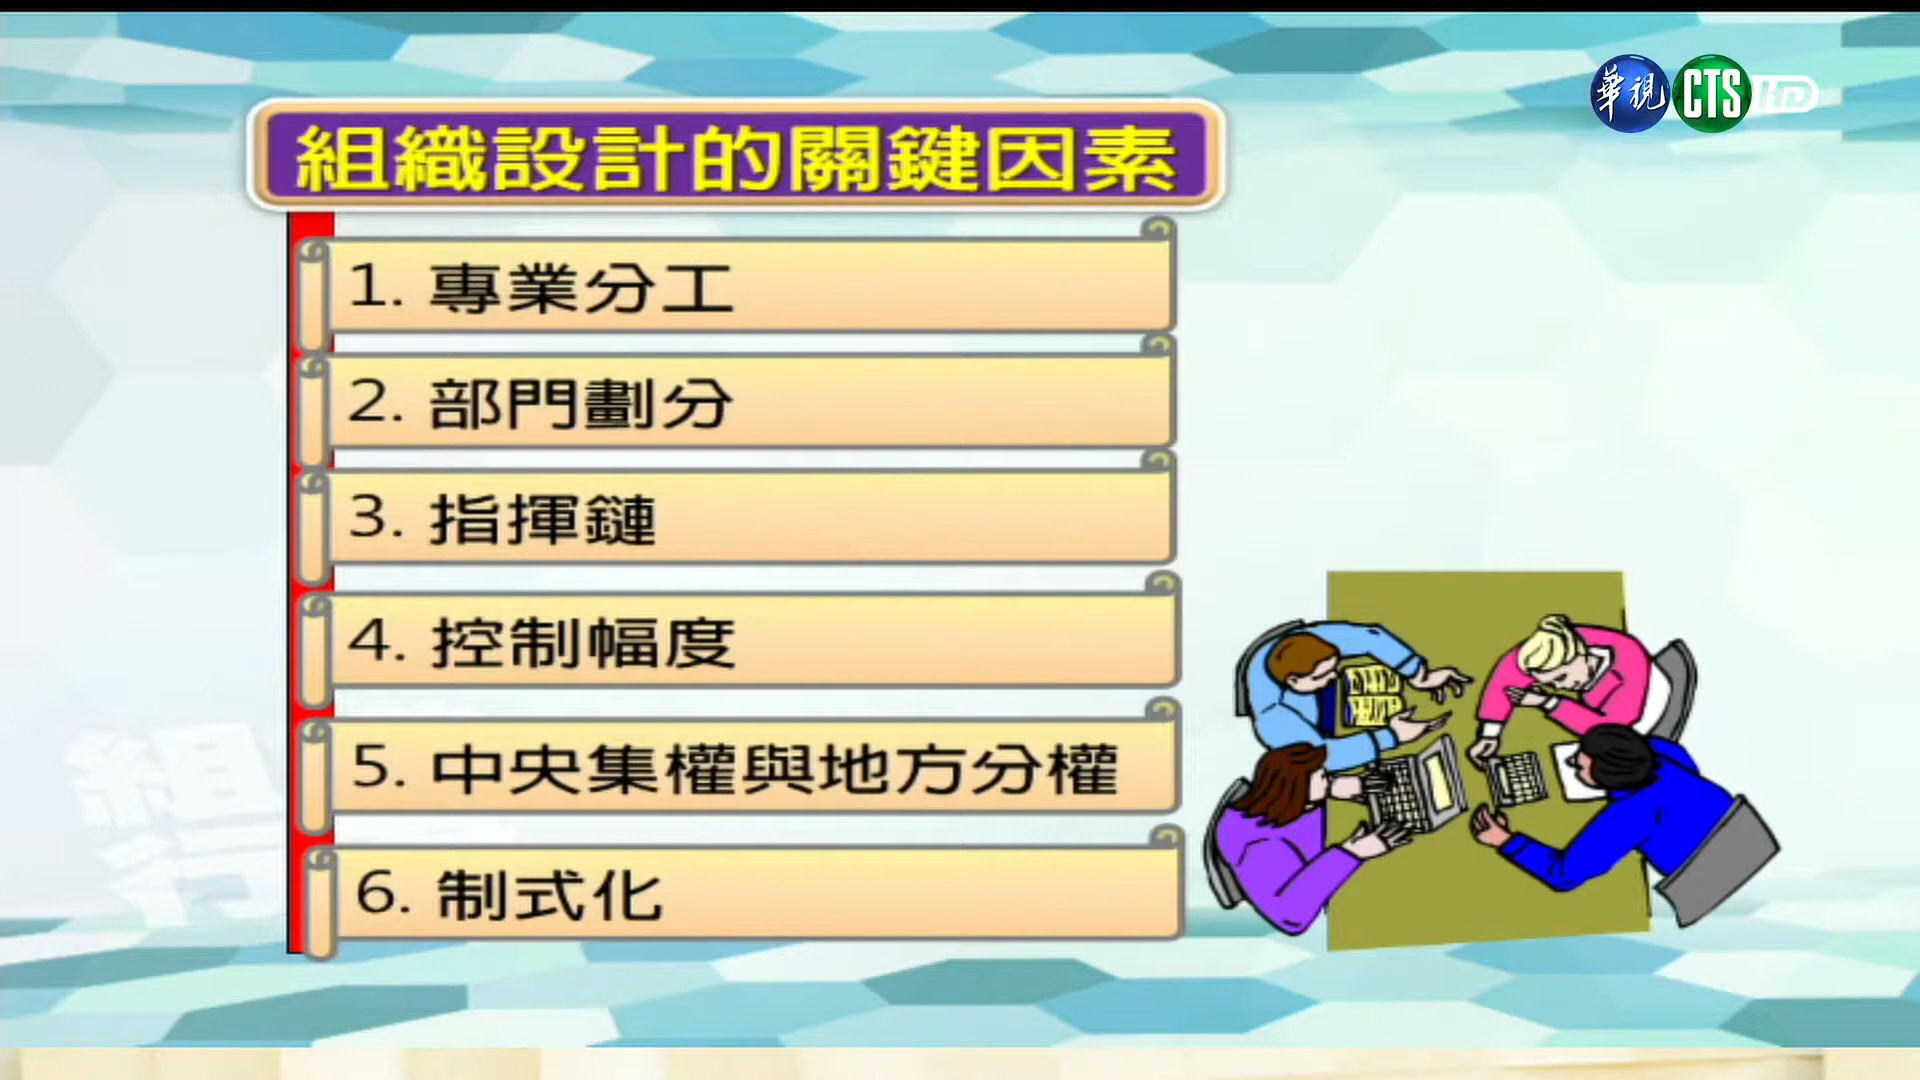 華視 CTS HD
組織設計的關鍵因素
1. 專業分工
2. 部門劃分
3. 指揮鏈
4. 控制幅度
5. 中央集權與地方分權
6. 制式化
組
行